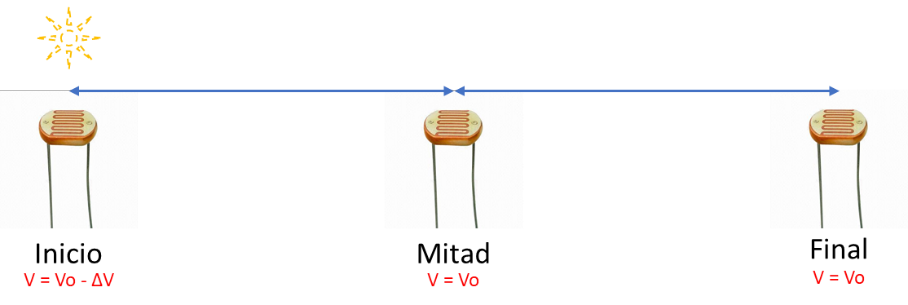 Inicio
V = Vo - ΔV
Mitad
V = Vo
Final
V = Vo